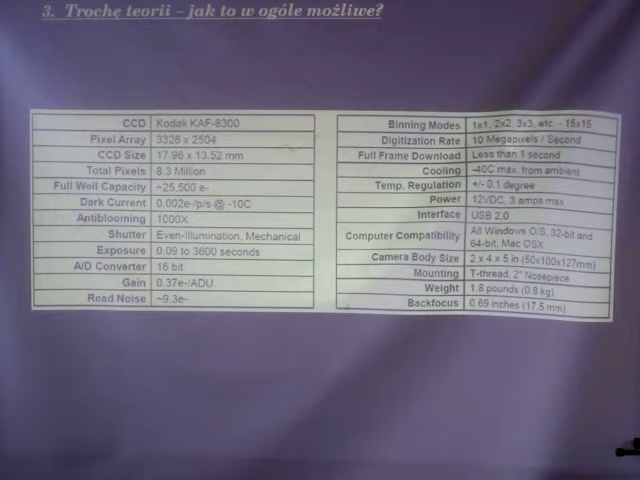 3. Trochę teorii – jak to w ogóle możliwe?
CCD Kodak KAF-8300
Pixel Array 3326 x 2504
CCD Size 17.96 x 13.52 mm
Total Pixels 8.3 Million
Full Well Capacity ~25,500 e-
Dark Current 0.002e-/p/s @ -10C
Antiblooming 1000X
Shutter Even-Illumination, Mechanical
Exposure 0.09 to 3600 seconds
A/D Converter 16 bit
Gain 0.37e-/ADU
Read Noise ~9.3e-
Binning Modes 1x1, 2x2, 3x3, etc. - 15x15
Digitization Rate 10 Megapixels / Second
Full Frame Download Less than 1 second
Cooling -40C max. from ambient
Temp. Regulation +/- 0.1 degree
Power 12VDC, 3 amps max
Interface USB 2.0
Computer Compatibility All Windows O/S, 32-bit and
64-bit, Mac OSX
Camera Body Size 2 x 4 x 5 in (50x100x127mm)
Mounting T-thread, 2" Nosepiece
Weight 1.8 pounds (0.8 kg)
Backfocus 0.69 inches (17.5 mm)